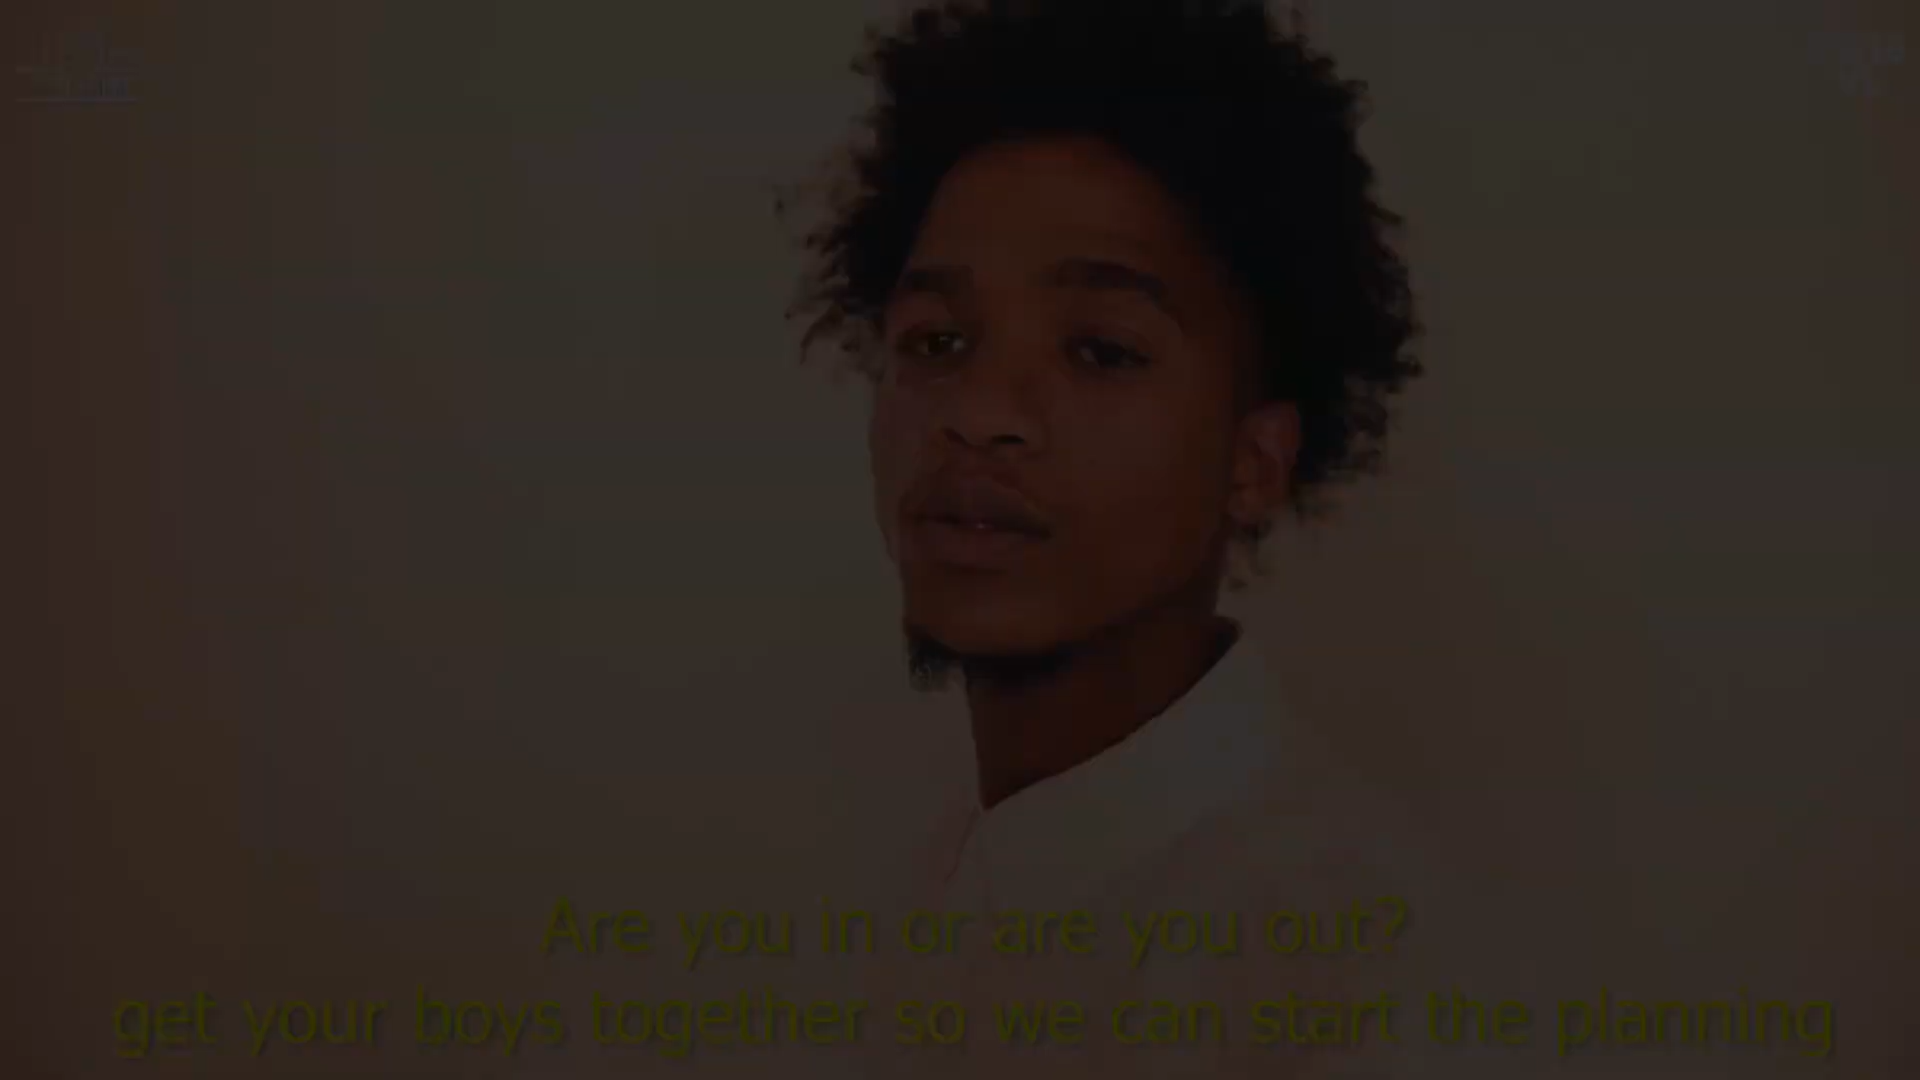 Are you in or are you out?
get your boys together so we can start the planning